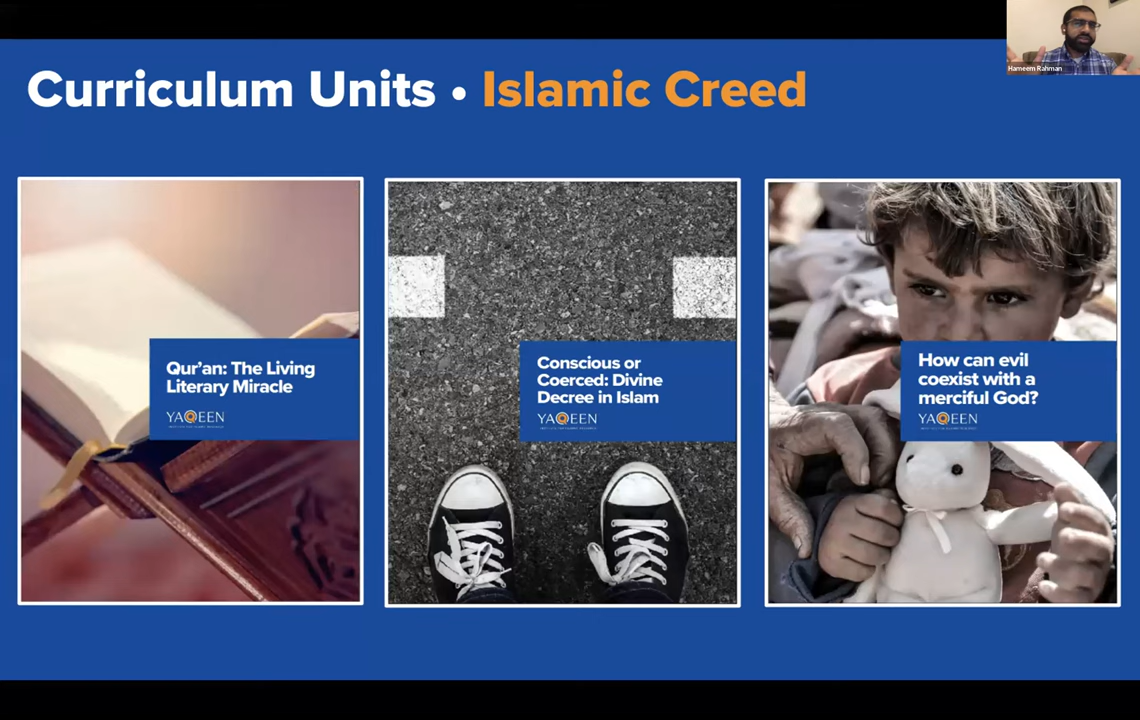 Hameem Rahman
Curriculum Units • Islamic Creed
Qur'an: The Living
Literary Miracle
YAQEEN
Conscious or
Coerced: Divine
Decree in Islam
YAQEEN
How can evil
coexist with a
merciful God?
YAQEEN